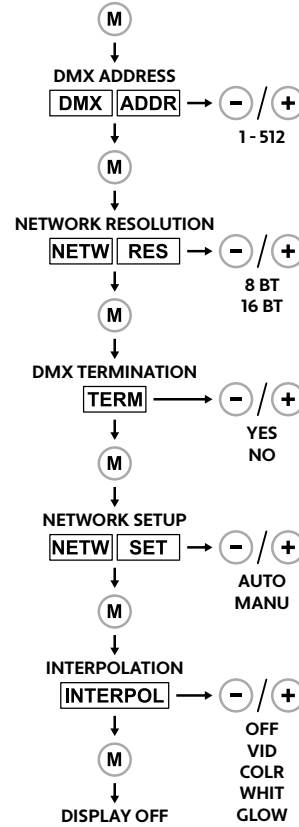 M
DMX ADDRESS
DMX ADDR − / +
1 - 512
M
NETWORK RESOLUTION
NETW RES − / +
8 BT
16 BT
M
DMX TERMINATION
TERM − / +
YES
NO
M
NETWORK SETUP
NETW SET − / +
AUTO
MANU
M
INTERPOLATION
INTERPOL − / +
OFF
VID
M COLR
WHIT
DISPLAY OFF GLOW